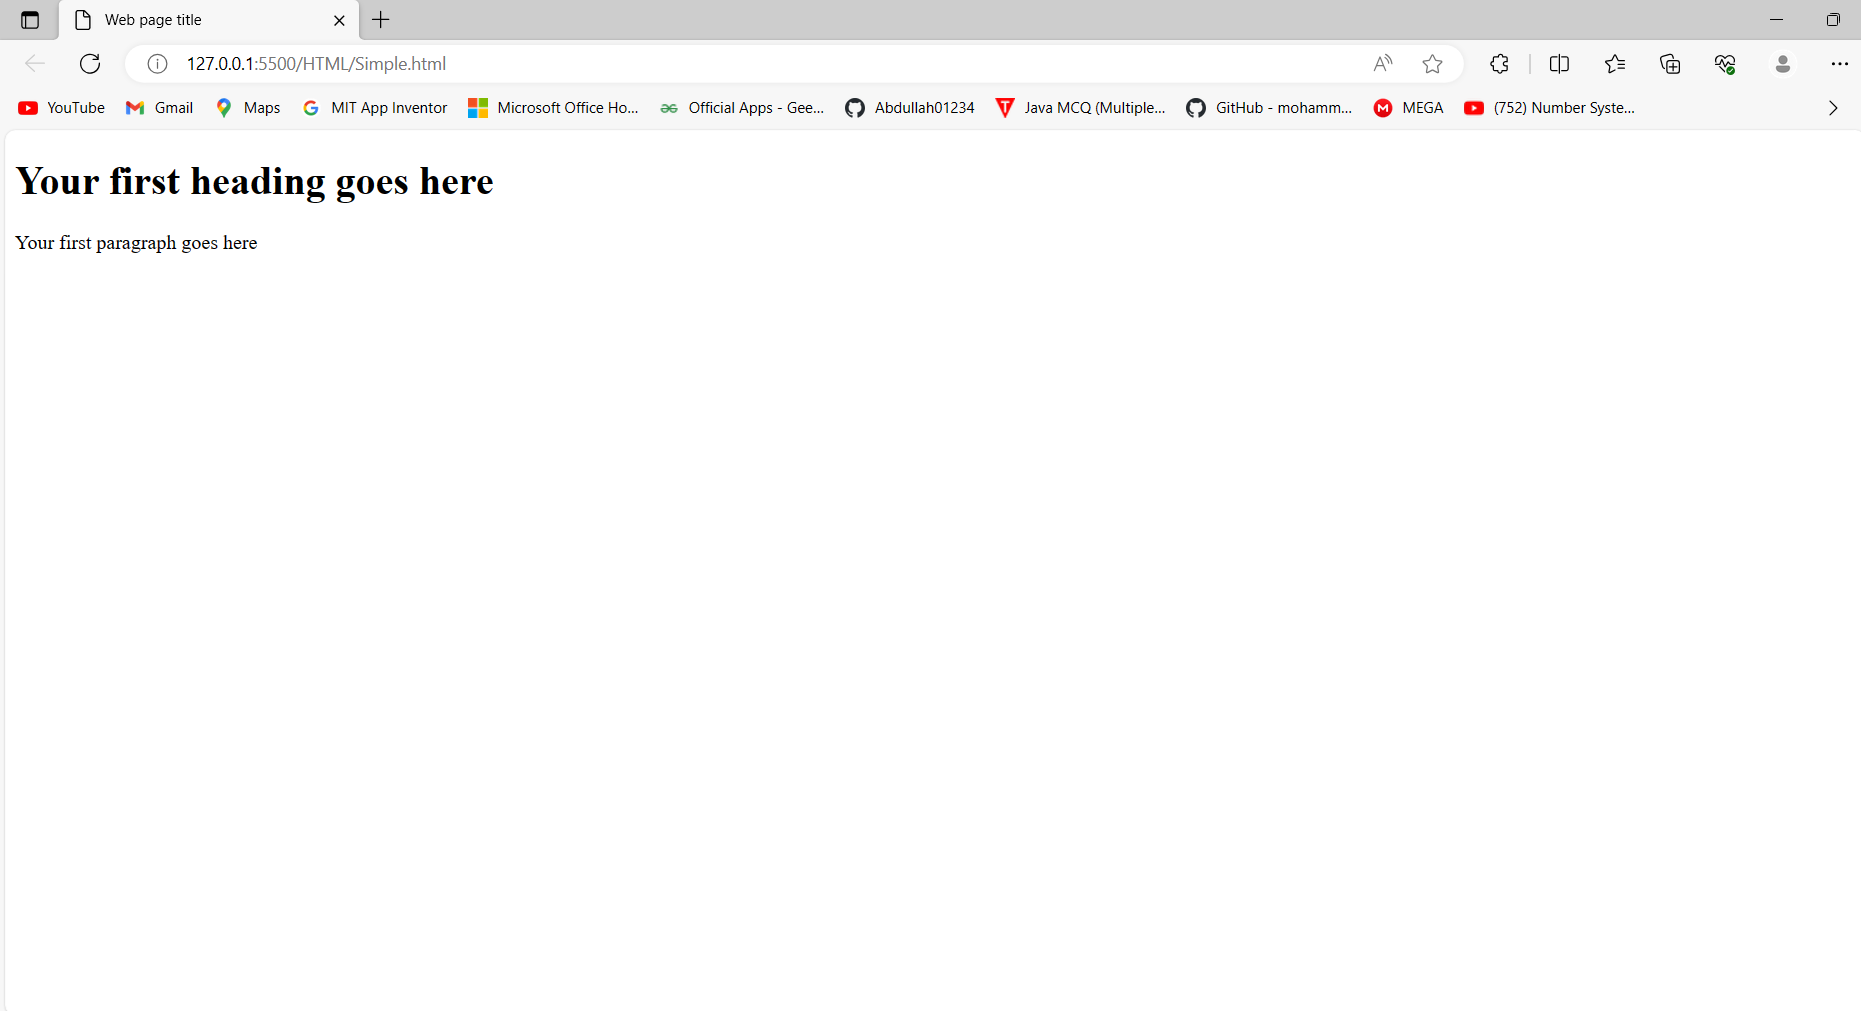 Web page title
127.0.0.1:5500/HTML/Simple.html
YouTube Gmail Maps MIT App Inventor Microsoft Office Ho... Official Apps - Gee... Abdullah01234 Java MCQ (Multiple... GitHub - mohamm... MEGA (752) Number Syste...
Your first heading goes here
Your first paragraph goes here